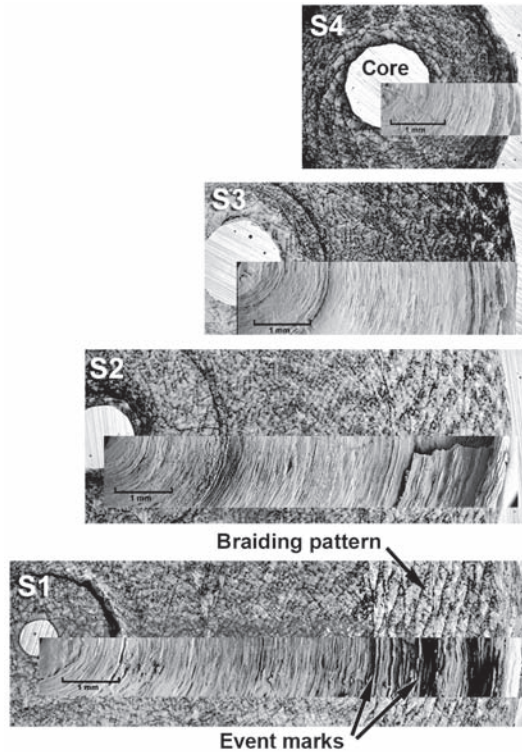 S4
Core
1 mm
S3
1 mm
S2
1 mm
Braiding pattern
S1
1 mm
Event marks